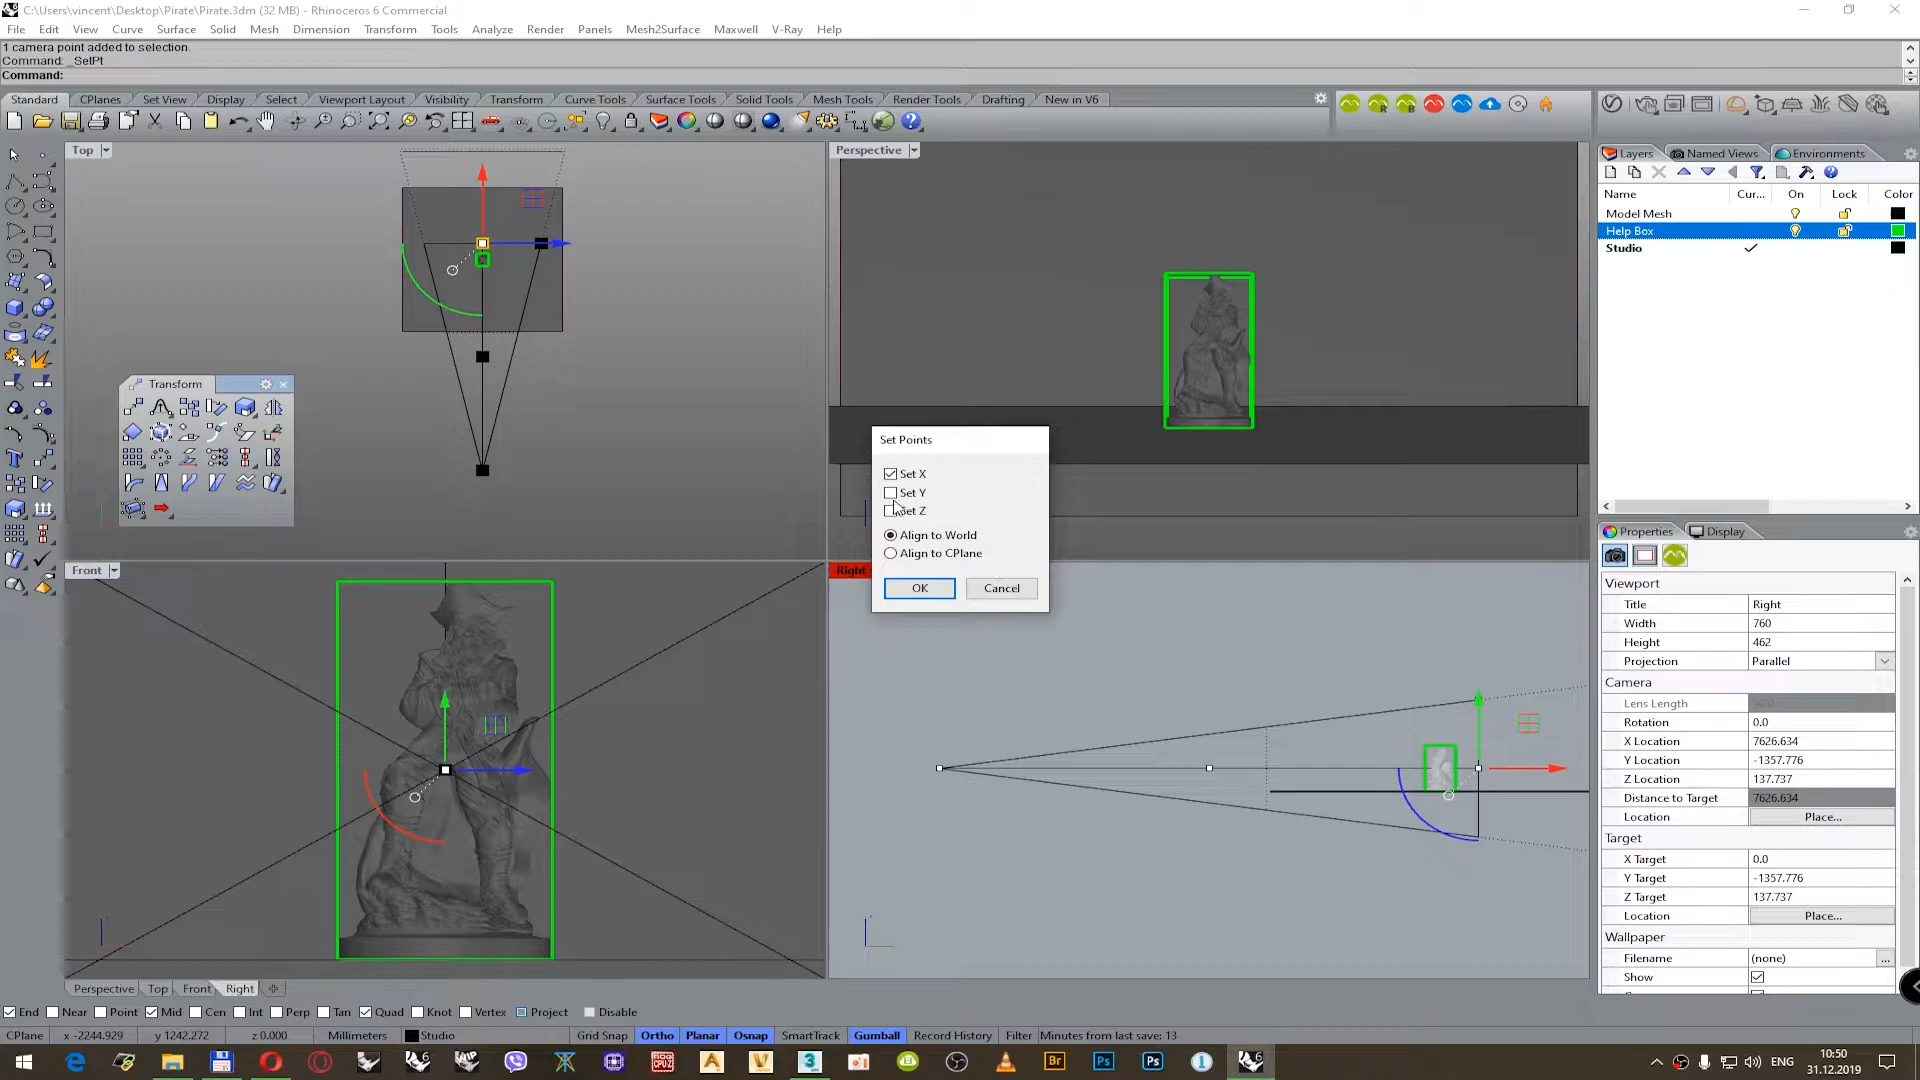 C:\Users\vincent\Desktop\Pirate\Pirate.3dm (32 MB) - Rhinoceros 6 Commercial
File Edit View Curve Surface Solid Mesh Dimension Transform Tools Analyze Render Panels Mesh2Surface Maxwell V-Ray Help
1 camera point added to selection.
Command: _SetPt
Command:
Standard CPlanes Set View Display Select Viewport Layout Visibility Transform Curve Tools Surface Tools Solid Tools Mesh Tools Render Tools Drafting New in V6
Top
Perspective
Layers Named Views Environments
Name Cur... On Lock Color
Model Mesh
Help Box
Studio
Transform
Set Points
Set X
Set Y
Set Z
Align to World
Align to CPlane
OK Cancel
Front
Right
Properties Display
Viewport
Title Right
Width 760
Height 462
Projection Parallel
Camera
Lens Length
Rotation 0.0
X Location 7626.634
Y Location -1357.776
Z Location 137.737
Distance to Target 7626.634
Location Place...
Target
X Target 0.0
Y Target -1357.776
Z Target 137.737
Location Place...
Wallpaper
Filename (none) ...
Show
Perspective Top Front Right
End Near Point Mid Cen Int Perp Tan Quad Knot Vertex Project Disable
CPlane x -2244.929 y 1242.272 z 0.000 Millimeters Studio Grid Snap Ortho Planar Osnap SmartTrack Gumball Record History Filter Minutes from last save: 13
ENG
10:50
31.12.2019